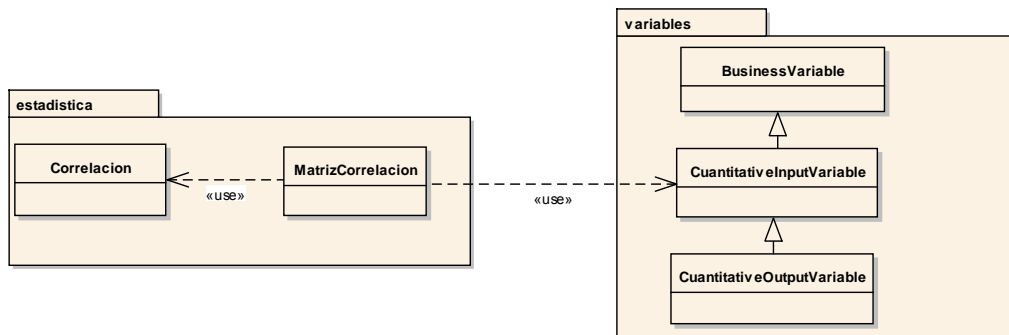 variables
BusinessVariable
estadistica
Correlacion
MatrizCorrelacion
CuantitativeInputVariable
«use»
«use»
CuantitativeOutputVariable